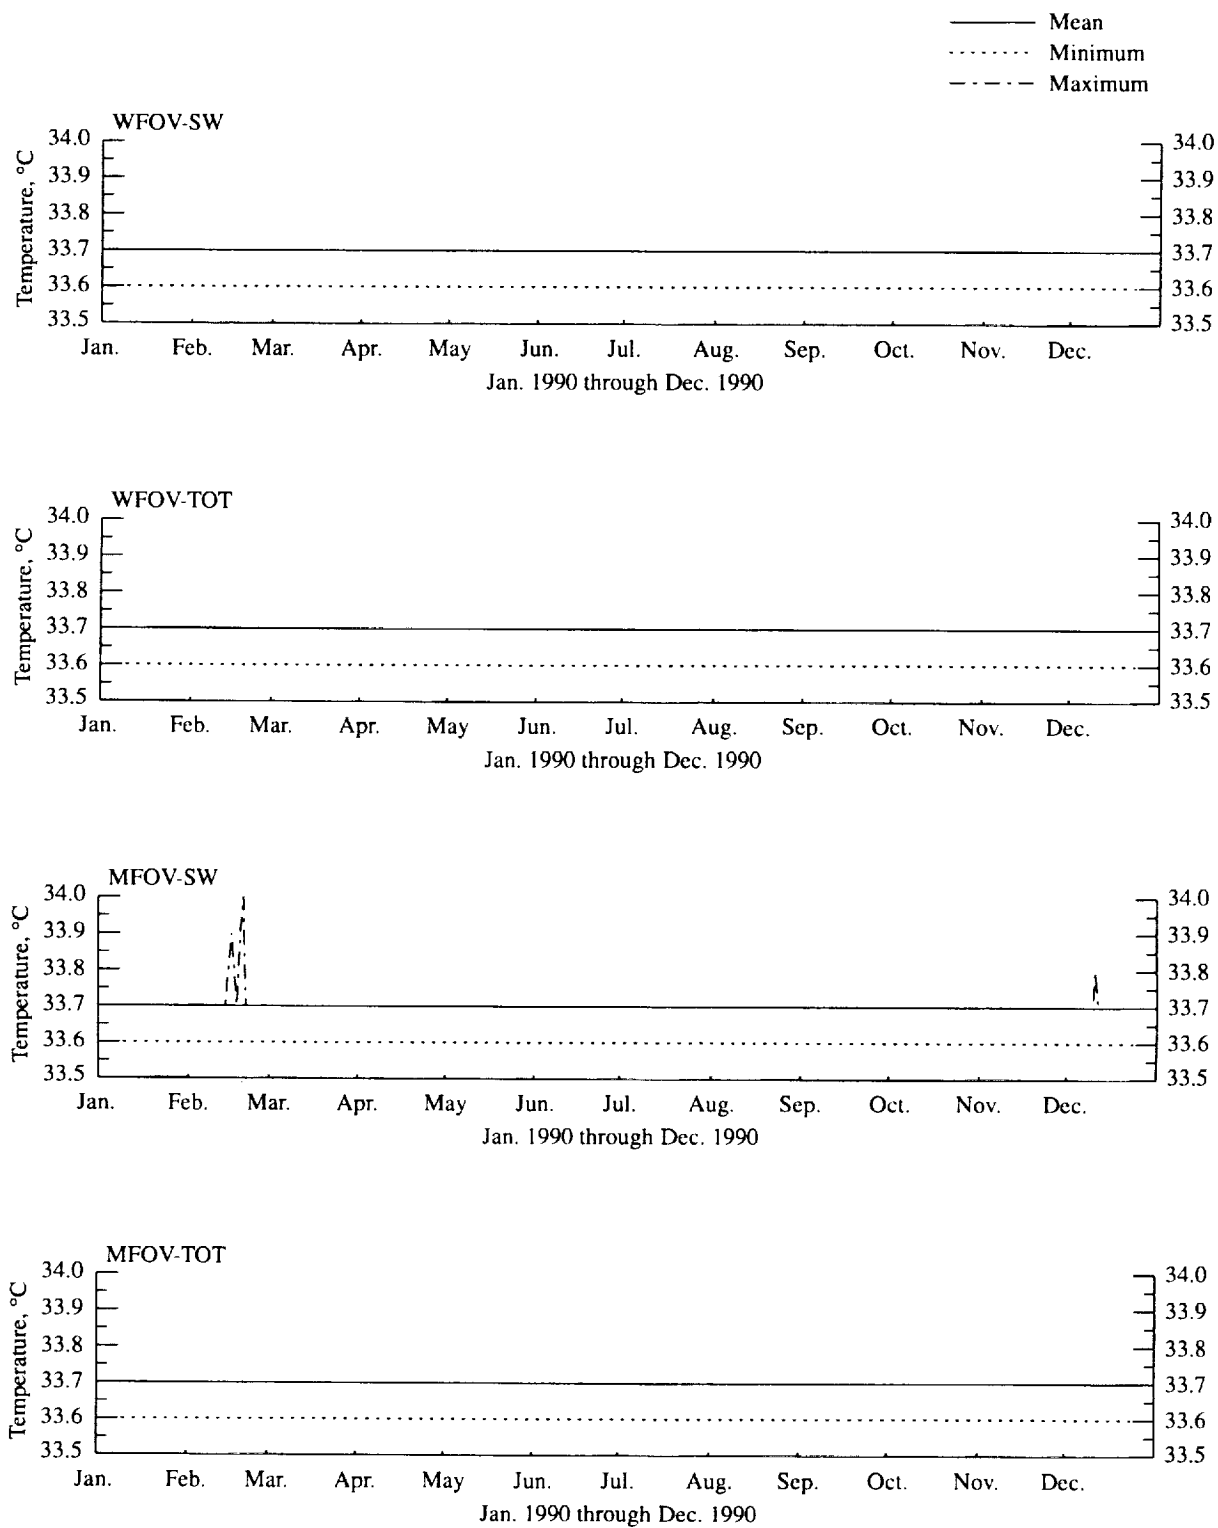 Mean
Minimum
Maximum
WFOV-SW
Temperature, °C
34.0 34.0
33.9 33.9
33.8 33.8
33.7 33.7
33.6 33.6
33.5 33.5
Jan. Feb. Mar. Apr. May Jun. Jul. Aug. Sep. Oct. Nov. Dec.
Jan. 1990 through Dec. 1990
WFOV-TOT
Temperature, °C
34.0 34.0
33.9 33.9
33.8 33.8
33.7 33.7
33.6 33.6
33.5 33.5
Jan. Feb. Mar. Apr. May Jun. Jul. Aug. Sep. Oct. Nov. Dec.
Jan. 1990 through Dec. 1990
MFOV-SW
Temperature, °C
34.0 34.0
33.9 33.9
33.8 33.8
33.7 33.7
33.6 33.6
33.5 33.5
Jan. Feb. Mar. Apr. May Jun. Jul. Aug. Sep. Oct. Nov. Dec.
Jan. 1990 through Dec. 1990
MFOV-TOT
Temperature, °C
34.0 34.0
33.9 33.9
33.8 33.8
33.7 33.7
33.6 33.6
33.5 33.5
Jan. Feb. Mar. Apr. May Jun. Jul. Aug. Sep. Oct. Nov. Dec.
Jan. 1990 through Dec. 1990